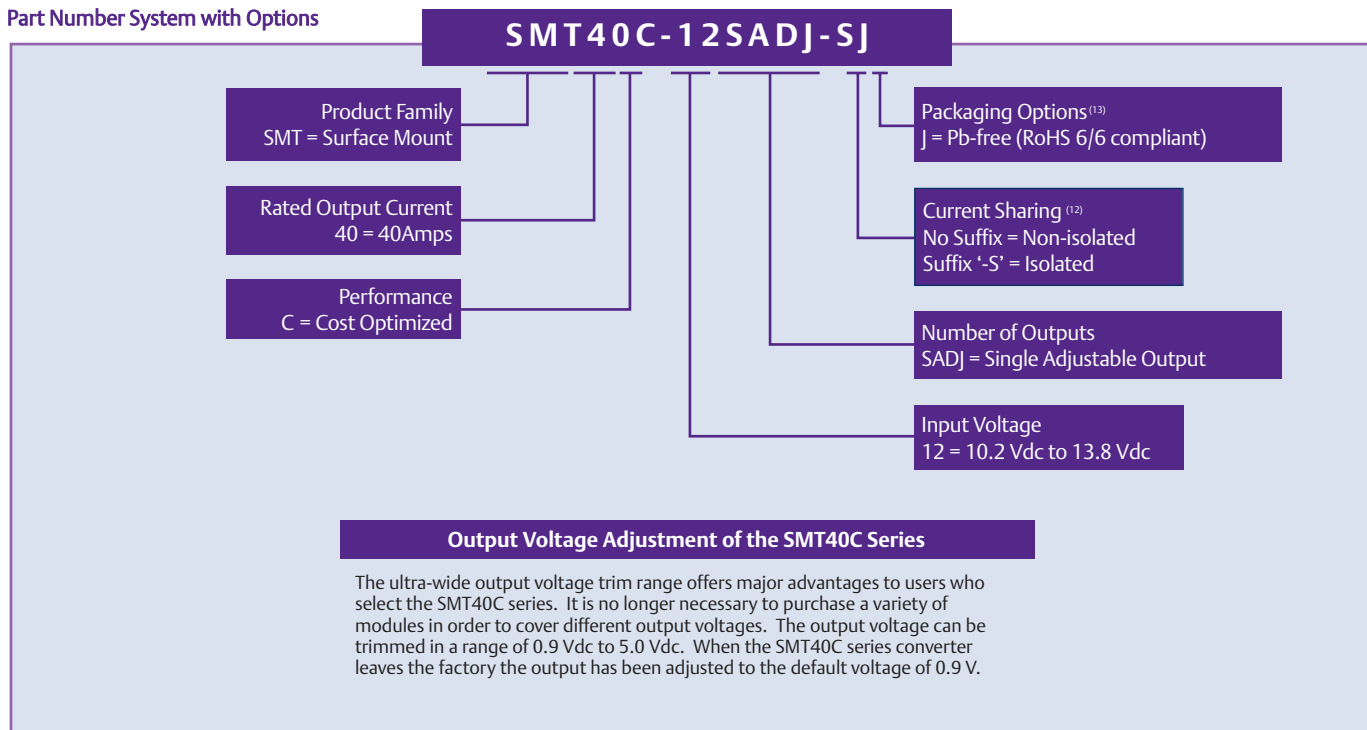 Part Number System with Options
SMT40C-12SADJ-SJ
Product Family
SMT = Surface Mount
Rated Output Current
40 = 40Amps
Performance
C = Cost Optimized
Packaging Options (13)
J = Pb-free (RoHS 6/6 compliant)
Current Sharing (12)
No Suffix = Non-isolated
Suffix ‘-S’ = Isolated
Number of Outputs
SADJ = Single Adjustable Output
Input Voltage
12 = 10.2 Vdc to 13.8 Vdc
Output Voltage Adjustment of the SMT40C Series
The ultra-wide output voltage trim range offers major advantages to users who
select the SMT40C series. It is no longer necessary to purchase a variety of
modules in order to cover different output voltages. The output voltage can be
trimmed in a range of 0.9 Vdc to 5.0 Vdc. When the SMT40C series converter
leaves the factory the output has been adjusted to the default voltage of 0.9 V.